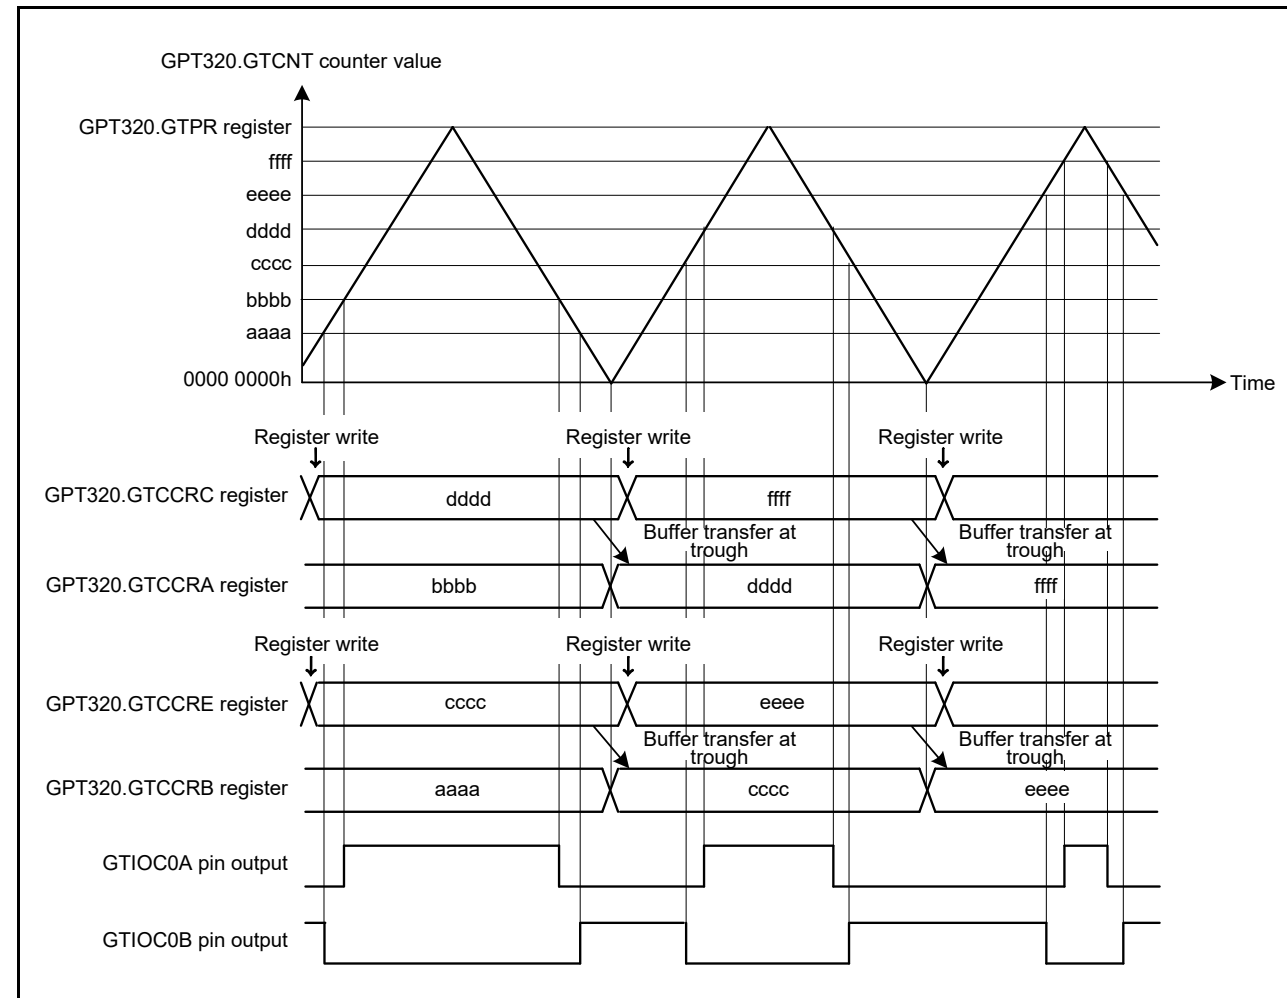 GPT320.GTCNT counter value
GPT320.GTPR register
ffff
eeee
dddd
cccc
bbbb
aaaa
0000 0000h
Time
Register write Register write Register write
GPT320.GTCCRC register dddd ffff
Buffer transfer at trough Buffer transfer at trough
GPT320.GTCCRA register bbbb dddd ffff
Register write Register write Register write
GPT320.GTCCRE register cccc eeee
Buffer transfer at trough Buffer transfer at trough
GPT320.GTCCRB register aaaa cccc eeee
GTIOC0A pin output
GTIOC0B pin output